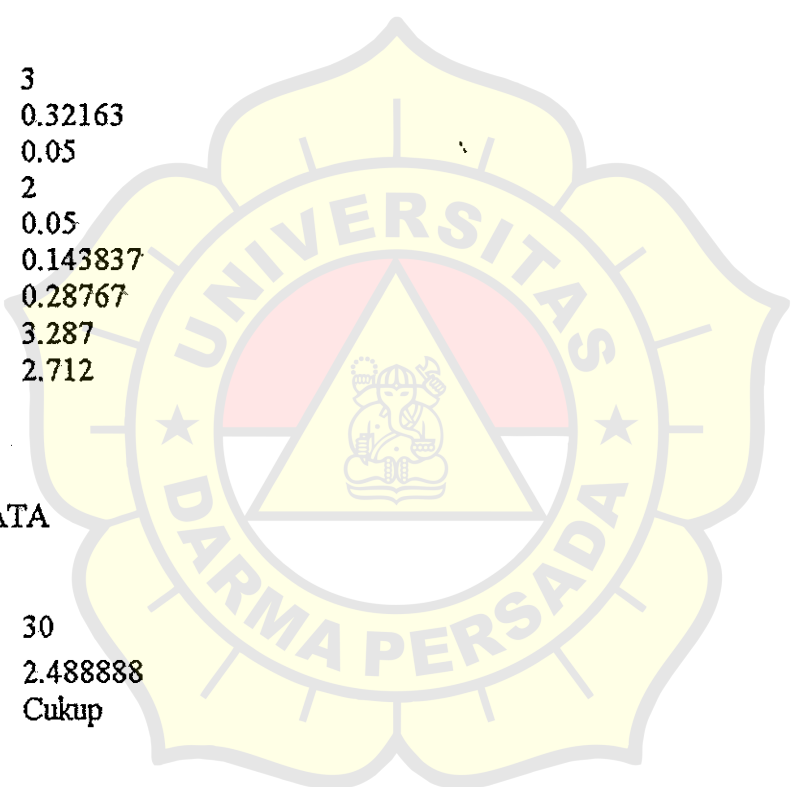 3
0.32163
0.05
2
0.05
0.143837
0.28767
3.287
2.712
UNIVERSITAS
DARMA PERSADA
ATA
30
2.488888
Cukup